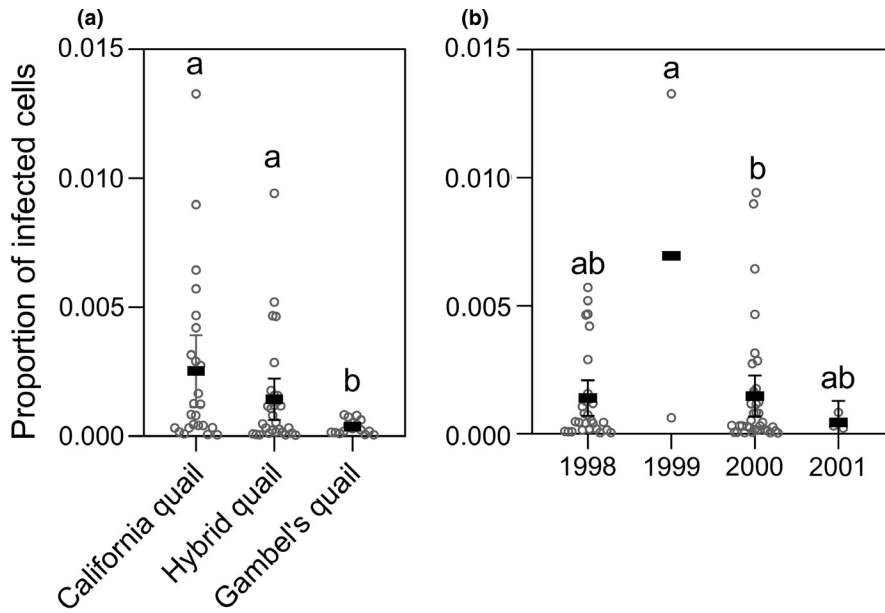 (a)
(b)
Proportion of infected cells
0.015
0.010
0.005
0.000
a
a
b
California quail
Hybrid quail
Gambel's quail
0.015
0.010
0.005
0.000
ab
a
b
ab
1998
1999
2000
2001